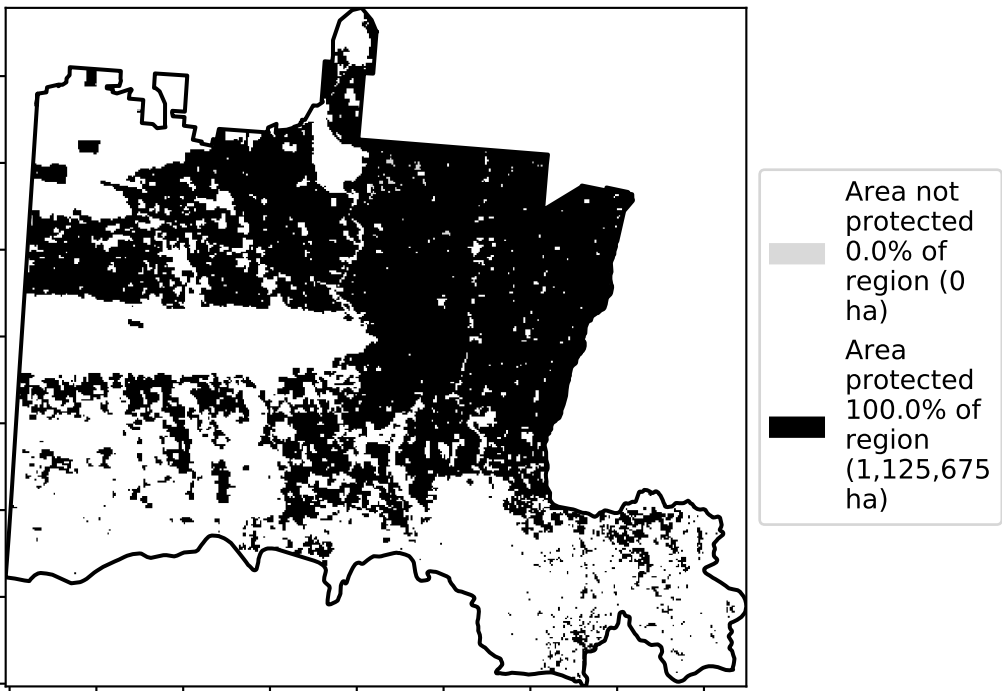 Area not
protected
0.0% of
region (0
ha)
Area
protected
100.0% of
region
(1,125,675
ha)